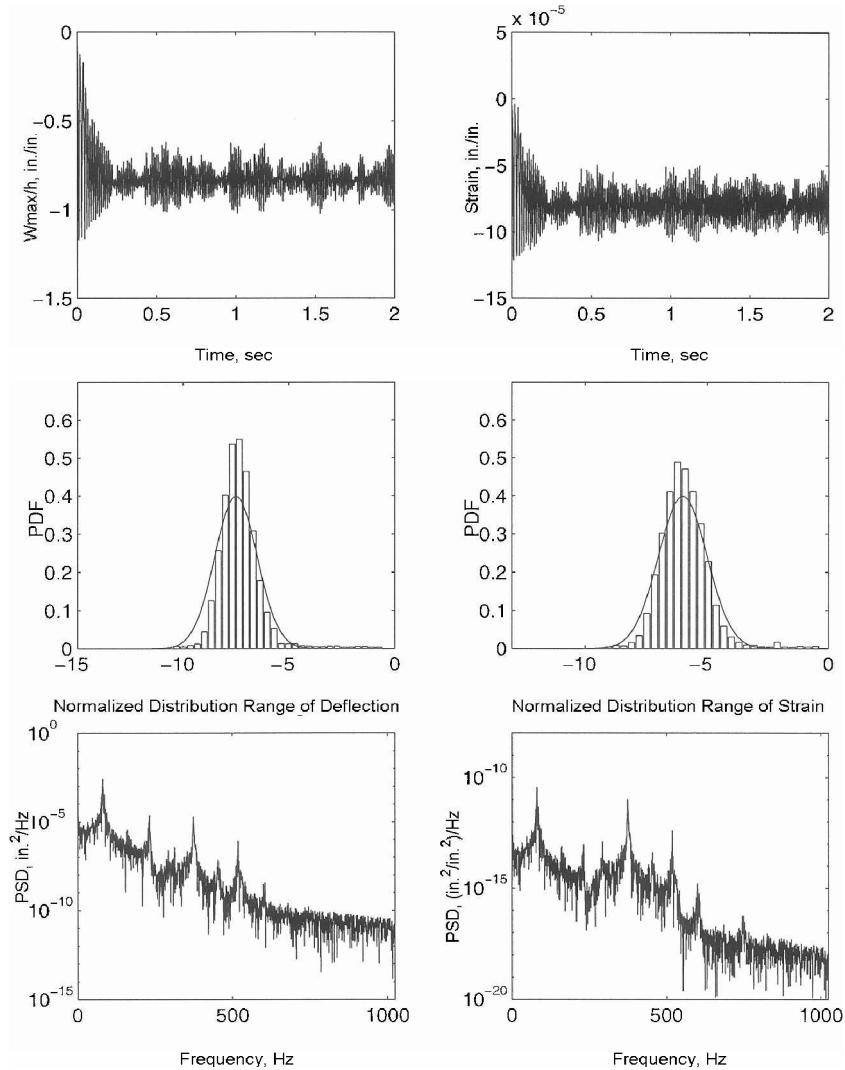 0
−0.5
−1
−1.5
Wmax/h, in./in.
0 0.5 1 1.5 2
Time, sec
5
x 10−5
0
−5
−10
−15
Strain, in./in.
0 0.5 1 1.5 2
Time, sec
0.6
0.5
0.4
0.3
0.2
0.1
0
PDF
−15 −10 −5 0
Normalized Distribution Range of Deflection
0.6
0.5
0.4
0.3
0.2
0.1
0
PDF
−10 −5 0
Normalized Distribution Range of Strain
10^0
10^−5
10^−10
10^−15
PSD, in.²/Hz
0 500 1000
Frequency, Hz
10^−10
10^−15
10^−20
PSD, (in.²/in.²)/Hz
0 500 1000
Frequency, Hz